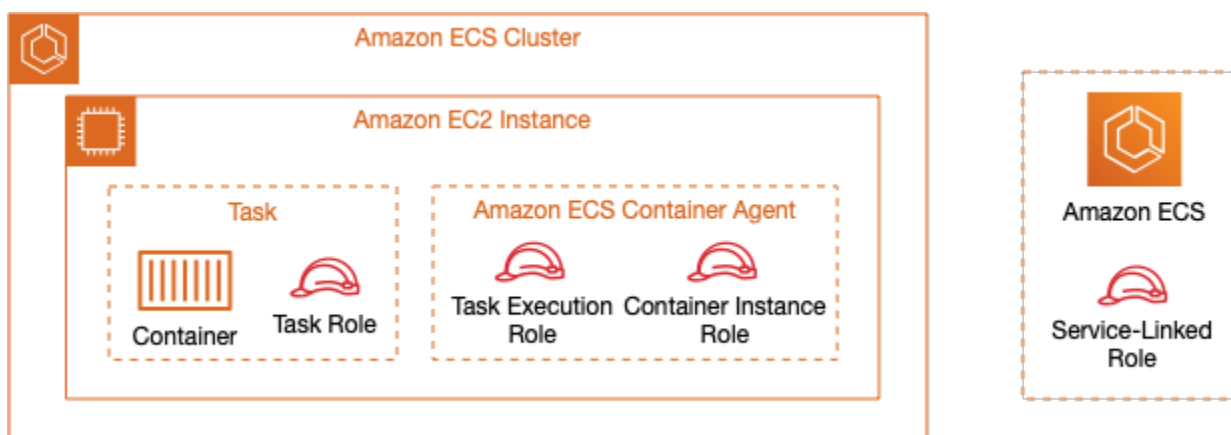 Amazon ECS Cluster
Amazon EC2 Instance
Task
Container
Task Role
Amazon ECS Container Agent
Task Execution
Role
Container Instance
Role
Amazon ECS
Service-Linked
Role